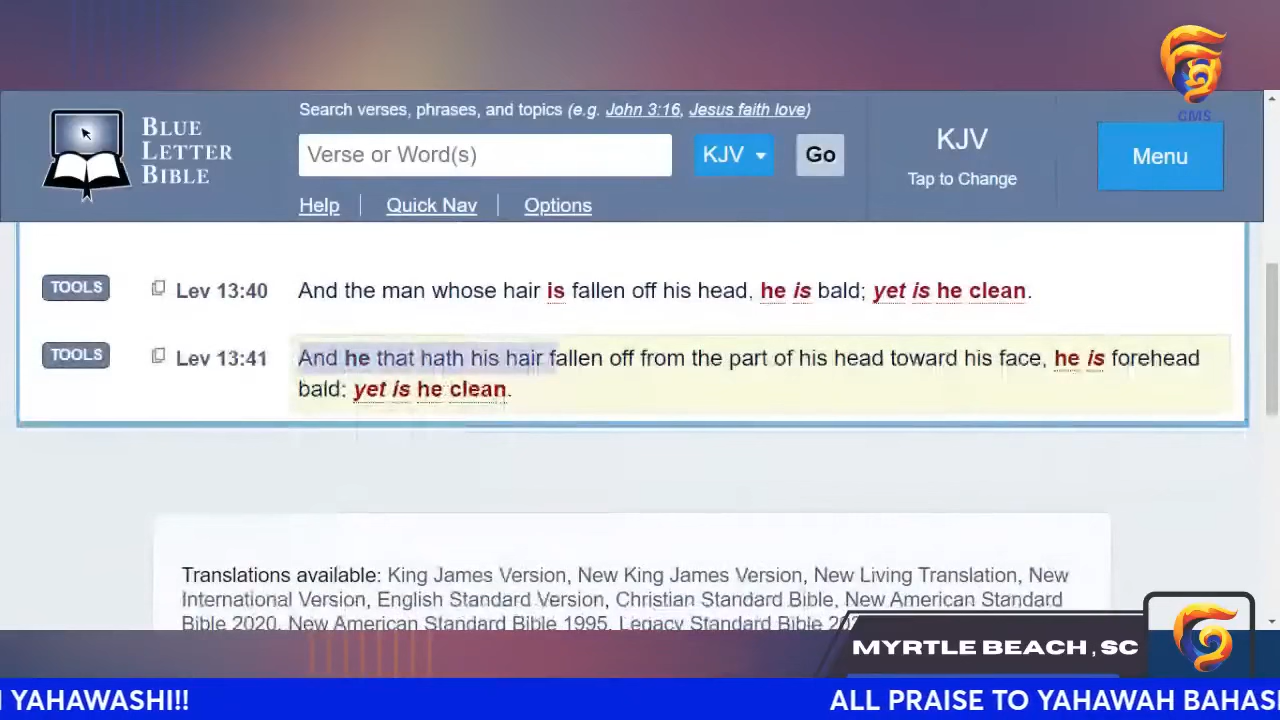 CMS
BLUE
LETTER
BIBLE
Search verses, phrases, and topics (e.g. John 3:16, Jesus faith love)
Verse or Word(s)
KJV
Go
Help
Quick Nav
Options
KJV
Tap to Change
Menu
TOOLS
Lev 13:40
And the man whose hair is fallen off his head, he is bald; yet is he clean.
TOOLS
Lev 13:41
And he that hath his hair fallen off from the part of his head toward his face, he is forehead
bald: yet is he clean.
Translations available: King James Version, New King James Version, New Living Translation, New
International Version, English Standard Version, Christian Standard Bible, New American Standard
Bible 2020, New American Standard Bible 1995, Legacy Standard Bible
MYRTLE BEACH, SC
YAHAWASHI!!
ALL PRAISE TO YAHAWAH BAHAS